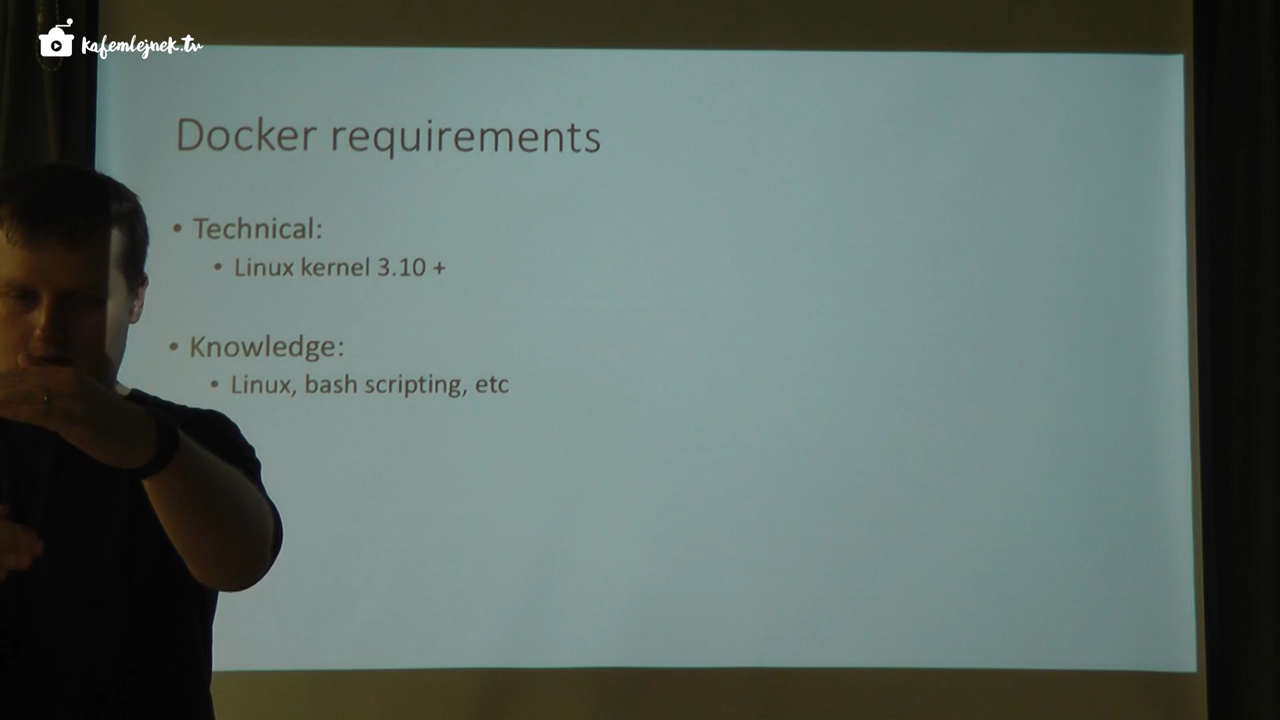 kafemlejnek.tv
Docker requirements
• Technical:
• Linux kernel 3.10 +
• Knowledge:
• Linux, bash scripting, etc